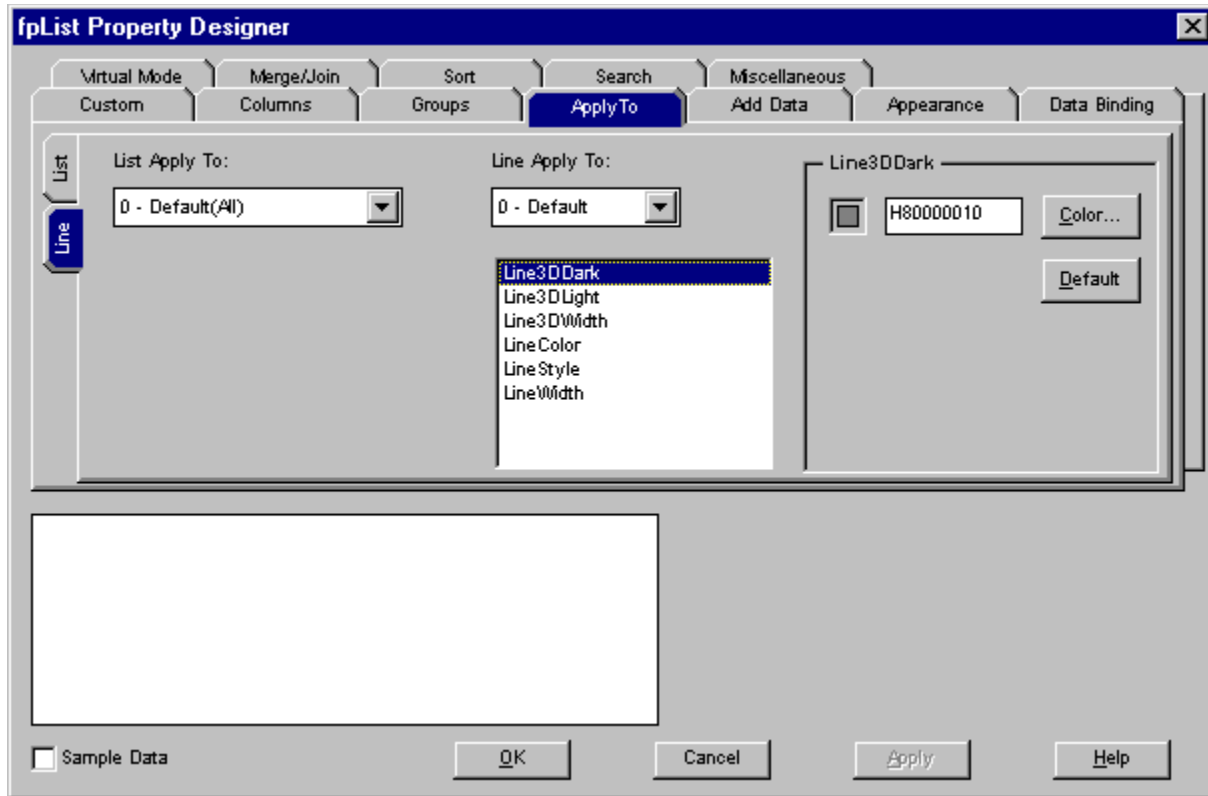 fpList Property Designer
Virtual Mode Merge/Join Sort Search Miscellaneous
Custom Columns Groups ApplyTo Add Data Appearance Data Binding
List
Line
List Apply To:
0 - Default(All)
Line Apply To:
0 - Default
Line3DDark
Line3DLight
Line3DWidth
LineColor
LineStyle
LineWidth
Line3DDark
H80000010
Color...
Default
Sample Data
OK Cancel Apply Help